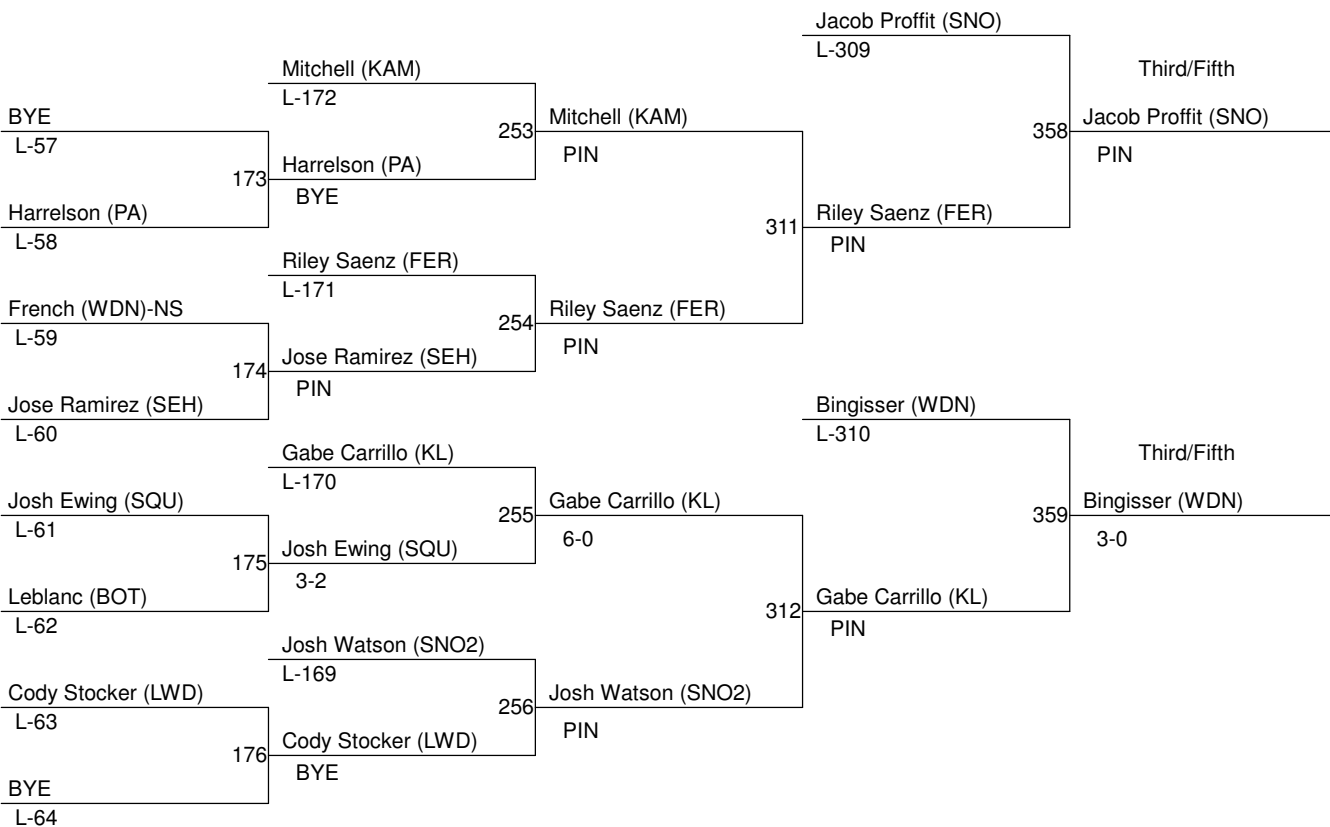 Jacob Proffit (SNO)
L-309
Mitchell (KAM)
Third/Fifth
L-172
BYE
253
Mitchell (KAM)
358
Jacob Proffit (SNO)
L-57
PIN
PIN
Harrelson (PA)
173
BYE
Harrelson (PA)
Riley Saenz (FER)
311
L-58
PIN
Riley Saenz (FER)
L-171
French (WDN)-NS
Riley Saenz (FER)
254
L-59
PIN
Jose Ramirez (SEH)
174
PIN
Jose Ramirez (SEH)
Bingisser (WDN)
L-60
L-310
Gabe Carrillo (KL)
Third/Fifth
L-170
Josh Ewing (SQU)
Gabe Carrillo (KL)
Bingisser (WDN)
255
359
L-61
6-0
3-0
Josh Ewing (SQU)
175
3-2
Leblanc (BOT)
Gabe Carrillo (KL)
312
L-62
PIN
Josh Watson (SNO2)
L-169
Cody Stocker (LWD)
Josh Watson (SNO2)
256
L-63
PIN
Cody Stocker (LWD)
176
BYE
BYE
L-64